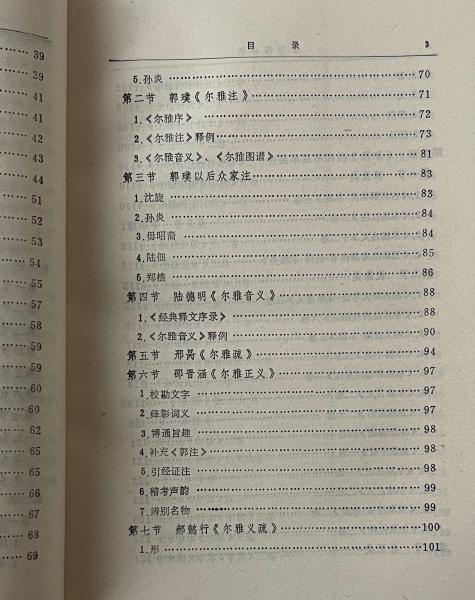 39
39
41
41
42
43
44
51
52
53
54
55
57
58
59
59
60
60
62
65
65
66
67
68
69
目 录 3
5.孙炎 70
第二节 郭璞《尔雅注》 71
1.《尔雅序》 72
2.《尔雅注》释例 73
3.《尔雅音义》、《尔雅图谱》 81
第三节 郭璞以后众家注 83
1.沈旋 83
2.孙炎 84
3.毋昭裔 84
4.陆佃 85
5.郑樵 86
第四节 陆德明《尔雅音义》 88
1.《经典释文序录》 88
2.《尔雅音义》释例 90
第五节 邢昺《尔雅疏》 94
第六节 邵晋涵《尔雅正义》 97
1.校勘文字 97
2.绎彰词义 97
3.博通旨趣 98
4.补充《郭注》 98
5.引经证注 98
6.稽考声韵 99
7.辨别名物 99
第七节 郝懿行《尔雅义疏》 100
1.形 101